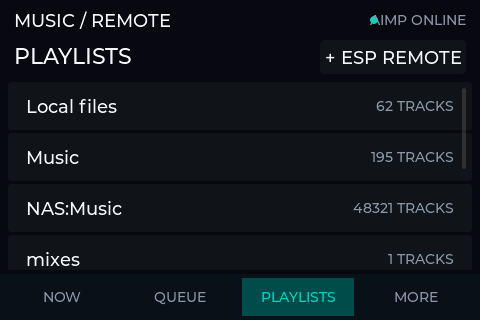 MUSIC / REMOTE
AIMP ONLINE
PLAYLISTS
+ ESP REMOTE
Local files
62 TRACKS
Music
195 TRACKS
NAS:Music
48321 TRACKS
mixes
1 TRACKS
NOW
QUEUE
PLAYLISTS
MORE